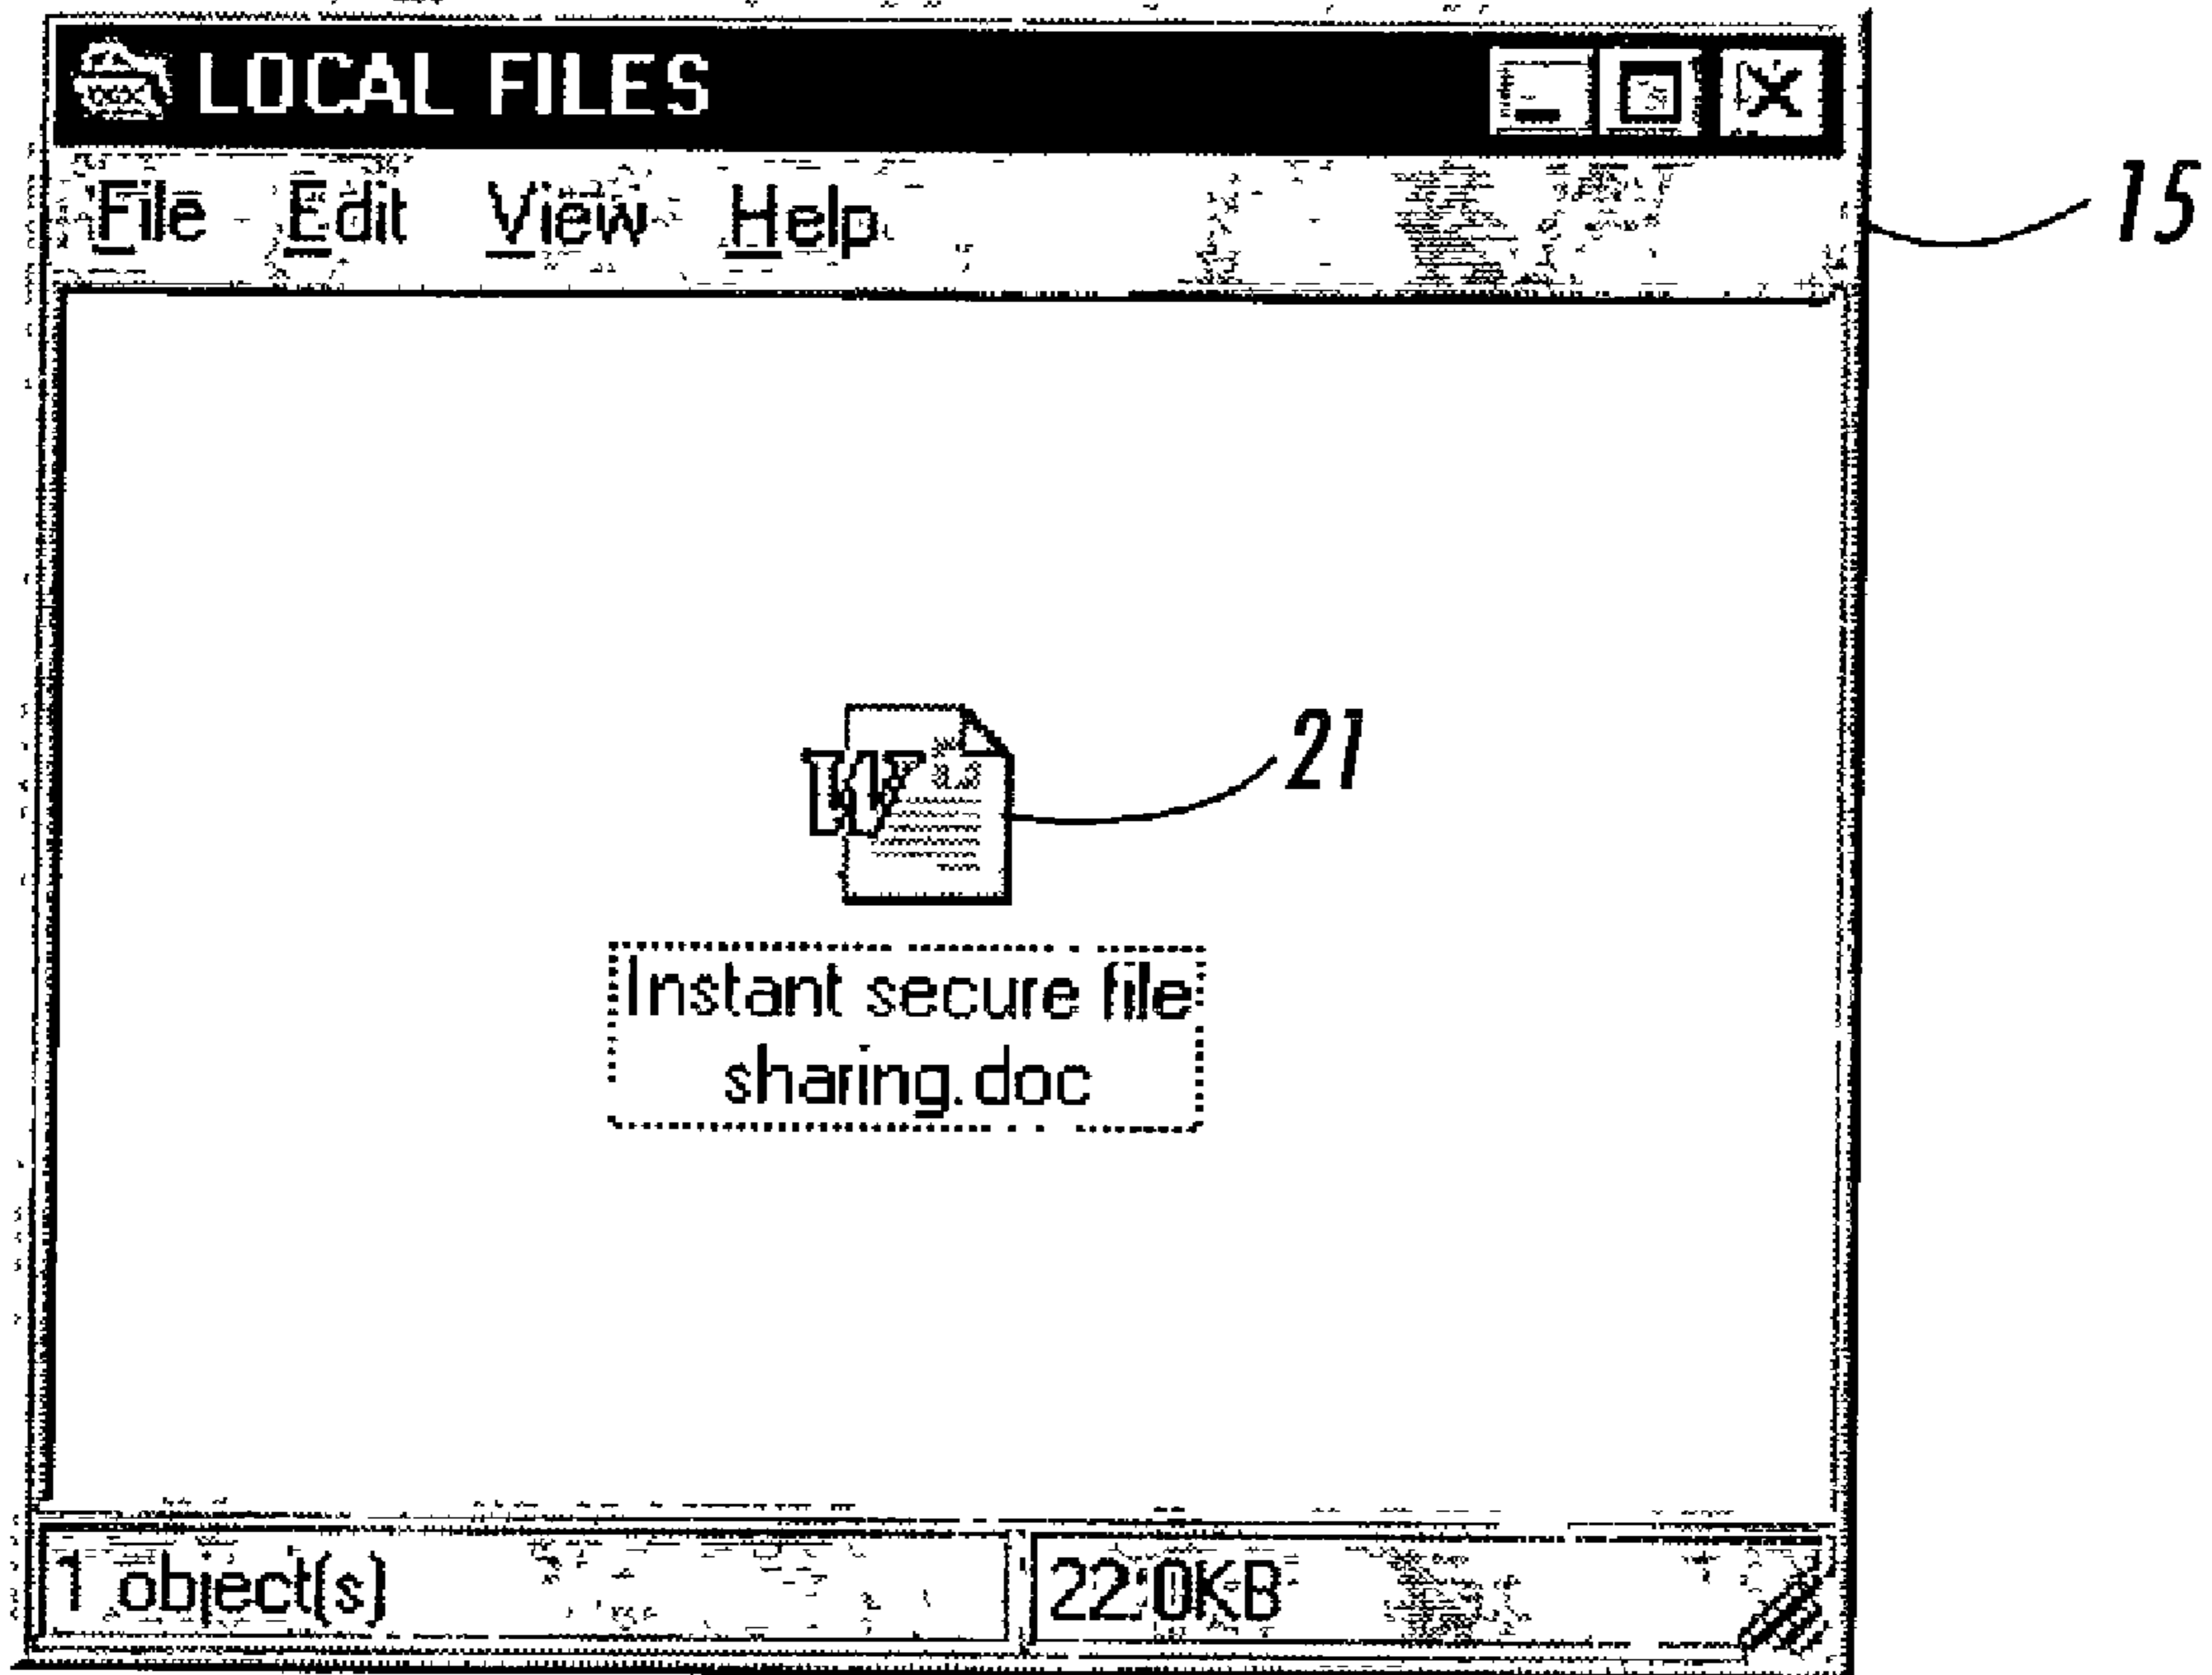 LOCAL FILES
File Edit View Help
15
21
Instant secure file
sharing.doc
1 object(s) 22.0KB